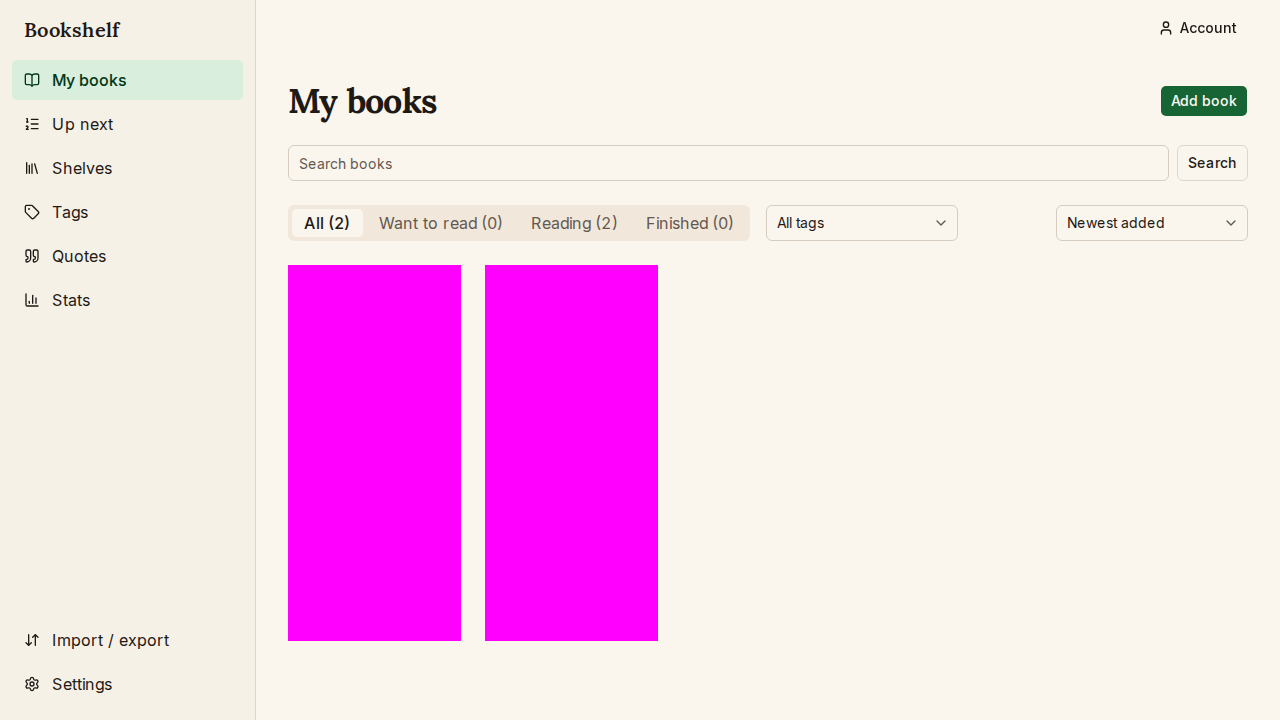 Bookshelf
My books
Up next
Shelves
Tags
Quotes
Stats
Import / export
Settings
Account
My books
Add book
Search books
Search
All (2)
Want to read (0)
Reading (2)
Finished (0)
All tags
Newest added